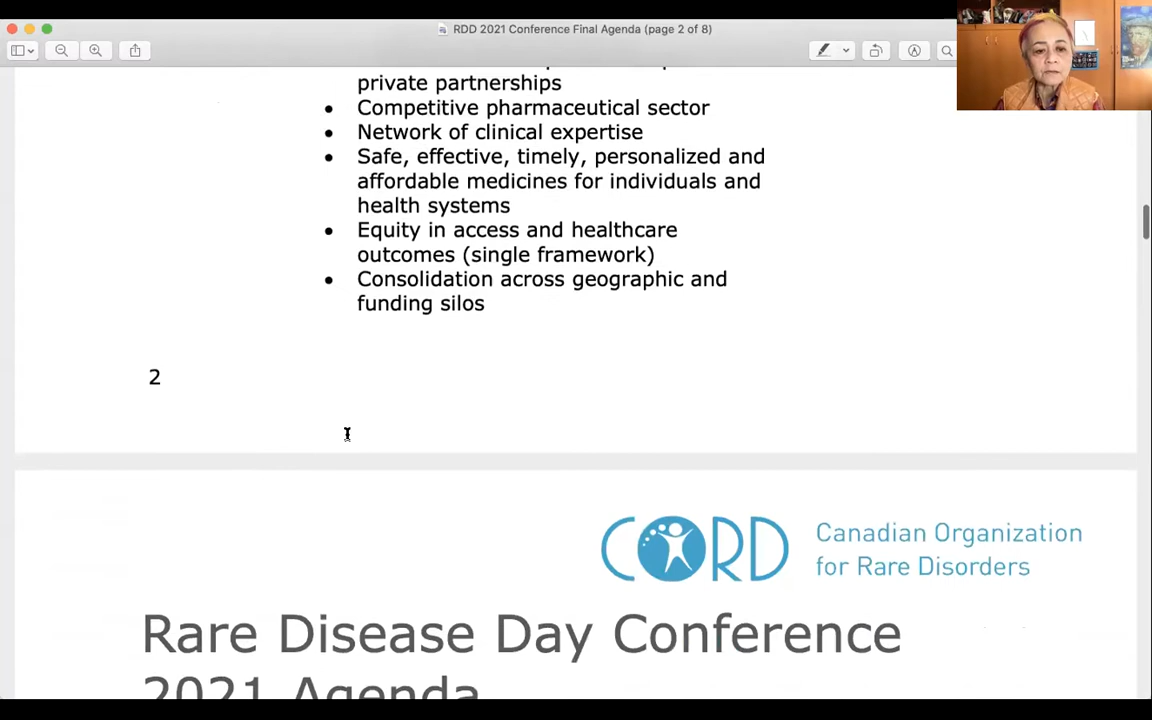 RDD 2021 Conference Final Agenda (page 2 of 8)
private partnerships
• Competitive pharmaceutical sector
• Network of clinical expertise
• Safe, effective, timely, personalized and
affordable medicines for individuals and
health systems
• Equity in access and healthcare
outcomes (single framework)
• Consolidation across geographic and
funding silos
2
CORD
Canadian Organization
for Rare Disorders
Rare Disease Day Conference
2021 Agenda